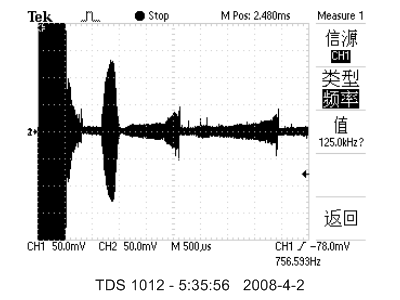 Tek
Stop
M Pos: 2.480ms
Measure 1
信源
CH1
类型
频率
值
125.0kHz?
2
返回
CH1 50.0mV CH2 50.0mV M 500µs CH1 / -78.0mV
756.593Hz
TDS 1012 - 5:35:56 2008-4-2